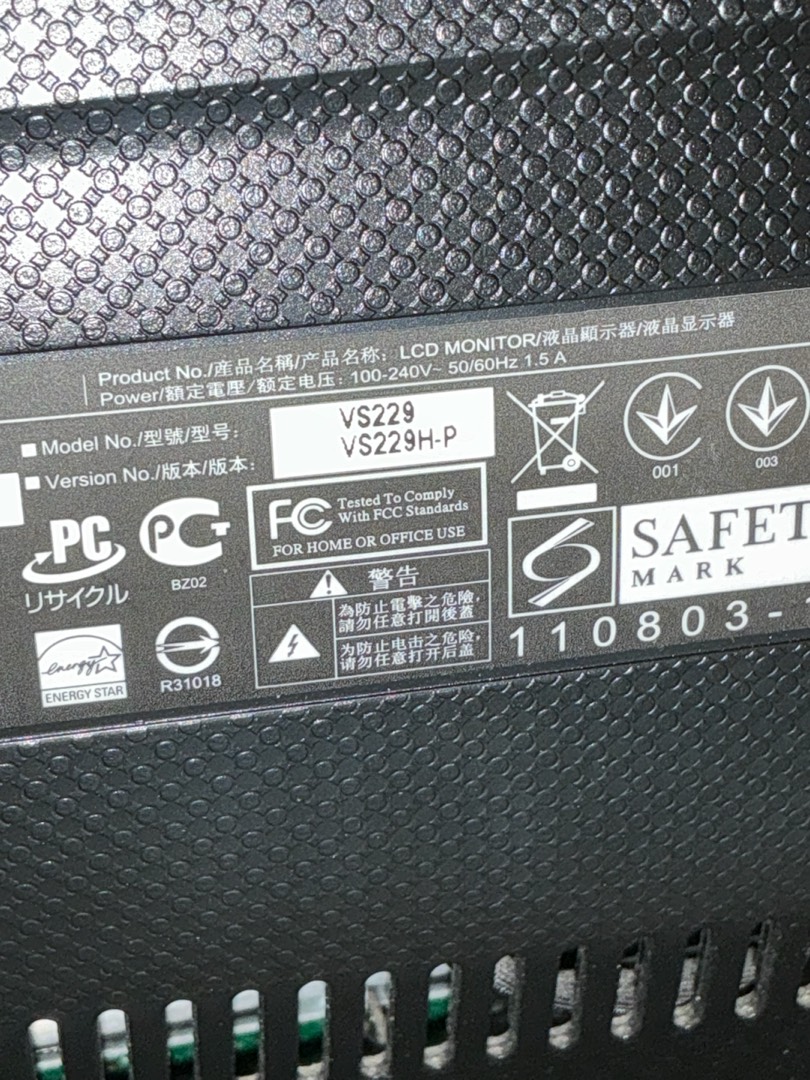 Product No./產品名稱/产品名称: LCD MONITOR/液晶顯示器/液晶显示器
Power/額定電壓/额定电压: 100-240V~ 50/60Hz 1.5 A
Model No./型號/型号:
VS229
Version No./版本/版本:
VS229H-P
001
003
PC
リサイクル
BZ02
FC
Tested To Comply
With FCC Standards
FOR HOME OR OFFICE USE
SAFET
MARK
110803-
警告
為防止電擊之危險,
請勿任意打開後蓋
为防止电击之危险,
请勿任意打开后盖
energy
ENERGY STAR
R31018